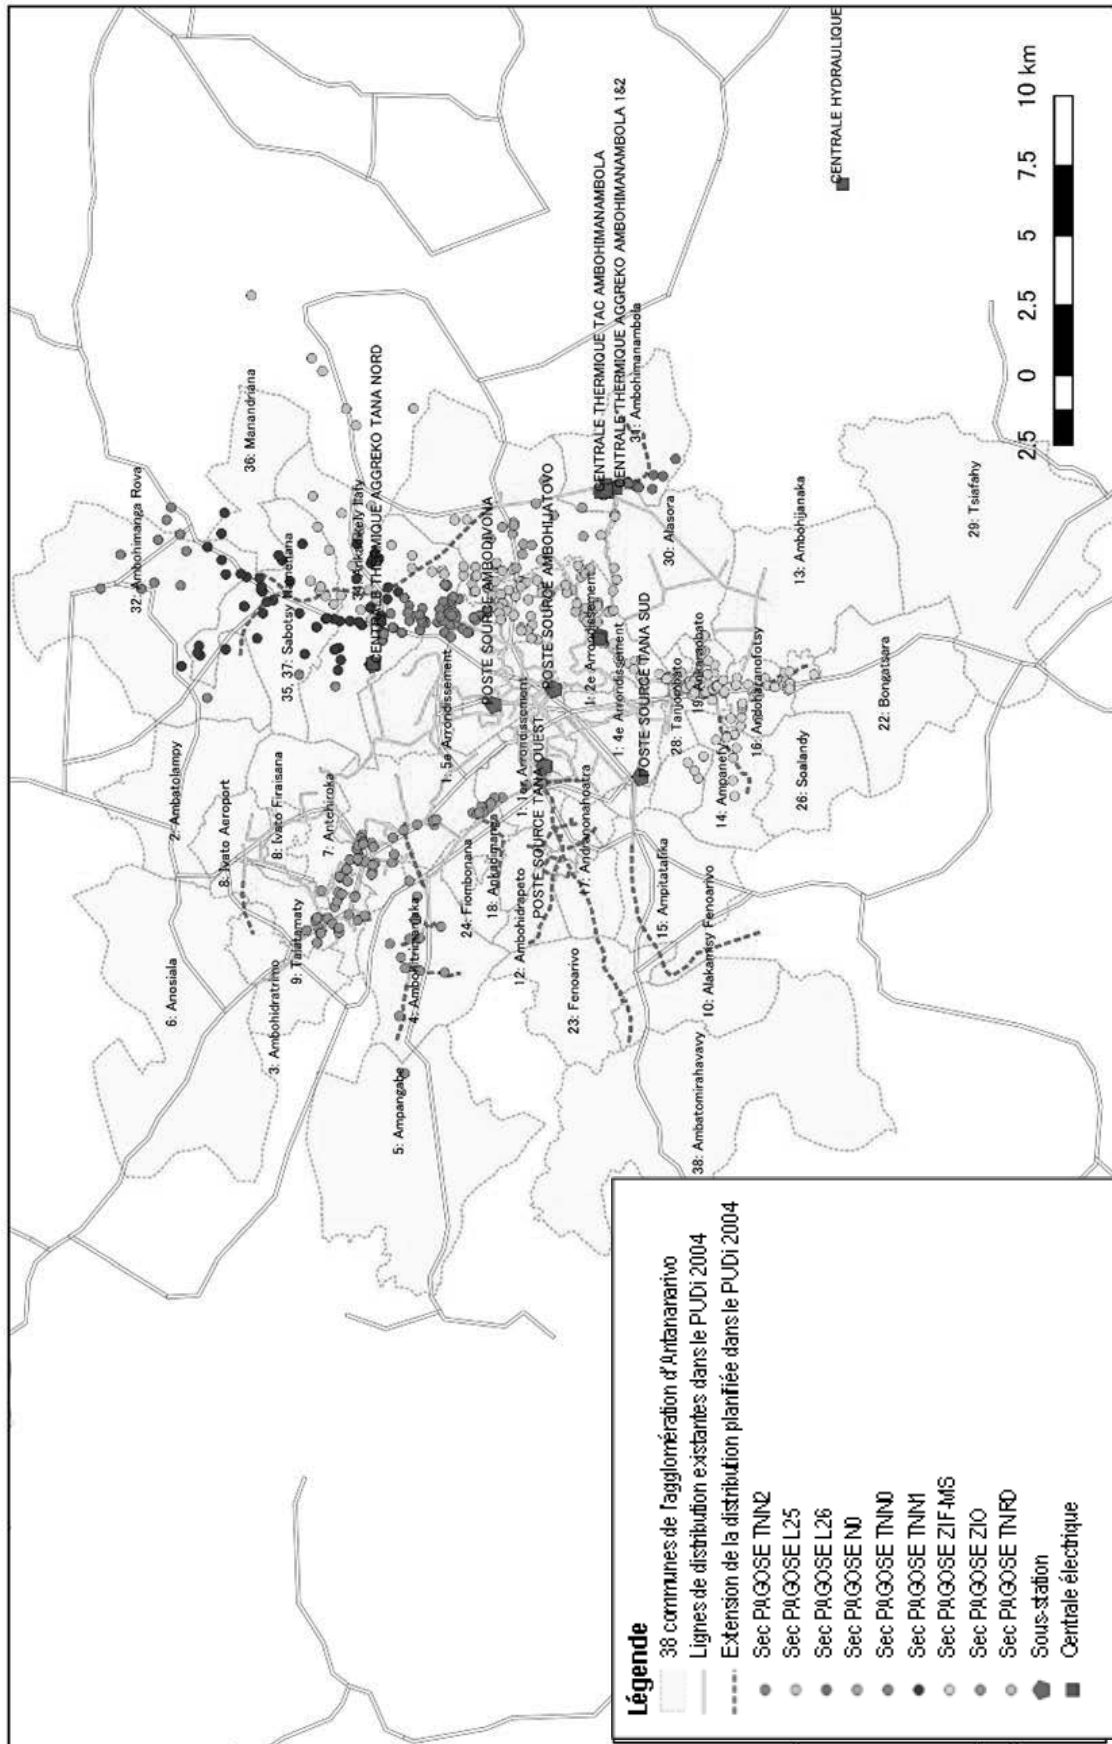 CENTRALE HYDRAULIQUE
CENTRALE THERMIQUE TAC AMBOHIMANAMBOLA
CENTRALE THERMIQUE AGGREKO AMBOHIMANAMBOLA 1&2
31: Ambohimanambola
36: Manandriana
32: Ambohimanga Rova
CENTRALE THERMIQUE AGGREKO TANA NORD
35, 37: Sabotsy Namehana
POSTE SOURCE AMBODIVONA
POSTE SOURCE AMBOHIJATOVO
30: Alasora
13: Ambohijanaka
29: Tsiafahy
1: 2e Arrondissement
1: 4e Arrondissement
POSTE SOURCE TANA SUD
28: Tanjombato
16: Andoharanofotsy
22: Bongatsara
26: Soalandy
14: Ampanefy
1: 5e Arrondissement
1: 1er Arrondissement
POSTE SOURCE TANA OUEST
2: Ambatolampy
8: Ivato Aeroport
8: Ivato Firaisana
7: Antehiroka
9: Talatamaty
6: Anosiala
3: Ambohidratrimo
5: Ampangabe
24: Fiombonana
12: Ambohidrapeto
17: Andranonahoatra
15: Ampitatafika
23: Fenoarivo
10: Alakamisy Fenoarivo
38: Ambatomirahavavy
2.5 0 2.5 5 7.5 10 km
Légende
38 communes de l'agglomération d'Antananarivo
Lignes de distribution existantes dans le PUDi 2004
Extension de la distribution planifiée dans le PUDi 2004
Sec PAGOSE TNN2
Sec PAGOSE L25
Sec PAGOSE L26
Sec PAGOSE N0
Sec PAGOSE TNN0
Sec PAGOSE TNN1
Sec PAGOSE ZIF-MS
Sec PAGOSE ZIO
Sec PAGOSE TNRD
Sous-station
Centrale électrique